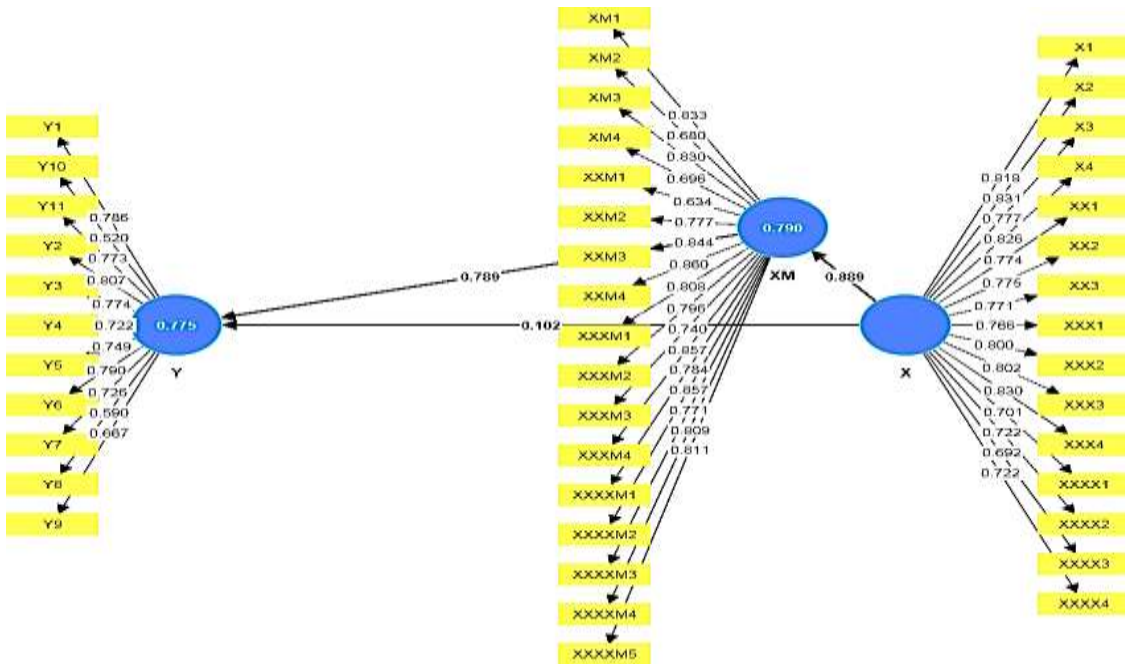 Y1
Y10
Y11
Y2
Y3
Y4
Y5
Y6
Y7
Y8
Y9
0.786
0.520
0.773
0.807
0.774
0.722
0.749
0.790
0.726
0.590
0.667
0.775
Y
0.789
0.102
XM1
XM2
XM3
XM4
XXM1
XXM2
XXM3
XXM4
XXXM1
XXXM2
XXXM3
XXXM4
XXXXM1
XXXXM2
XXXXM3
XXXXM4
XXXXM5
0.833
0.680
0.830
0.696
0.634
0.777
0.844
0.860
0.808
0.796
0.740
0.857
0.784
0.857
0.771
0.809
0.811
0.790
XM
0.889
X
0.818
0.831
0.777
0.826
0.774
0.775
0.771
0.766
0.800
0.802
0.830
0.701
0.722
0.692
0.722
X1
X2
X3
X4
XX1
XX2
XX3
XXX1
XXX2
XXX3
XXX4
XXXX1
XXXX2
XXXX3
XXXX4